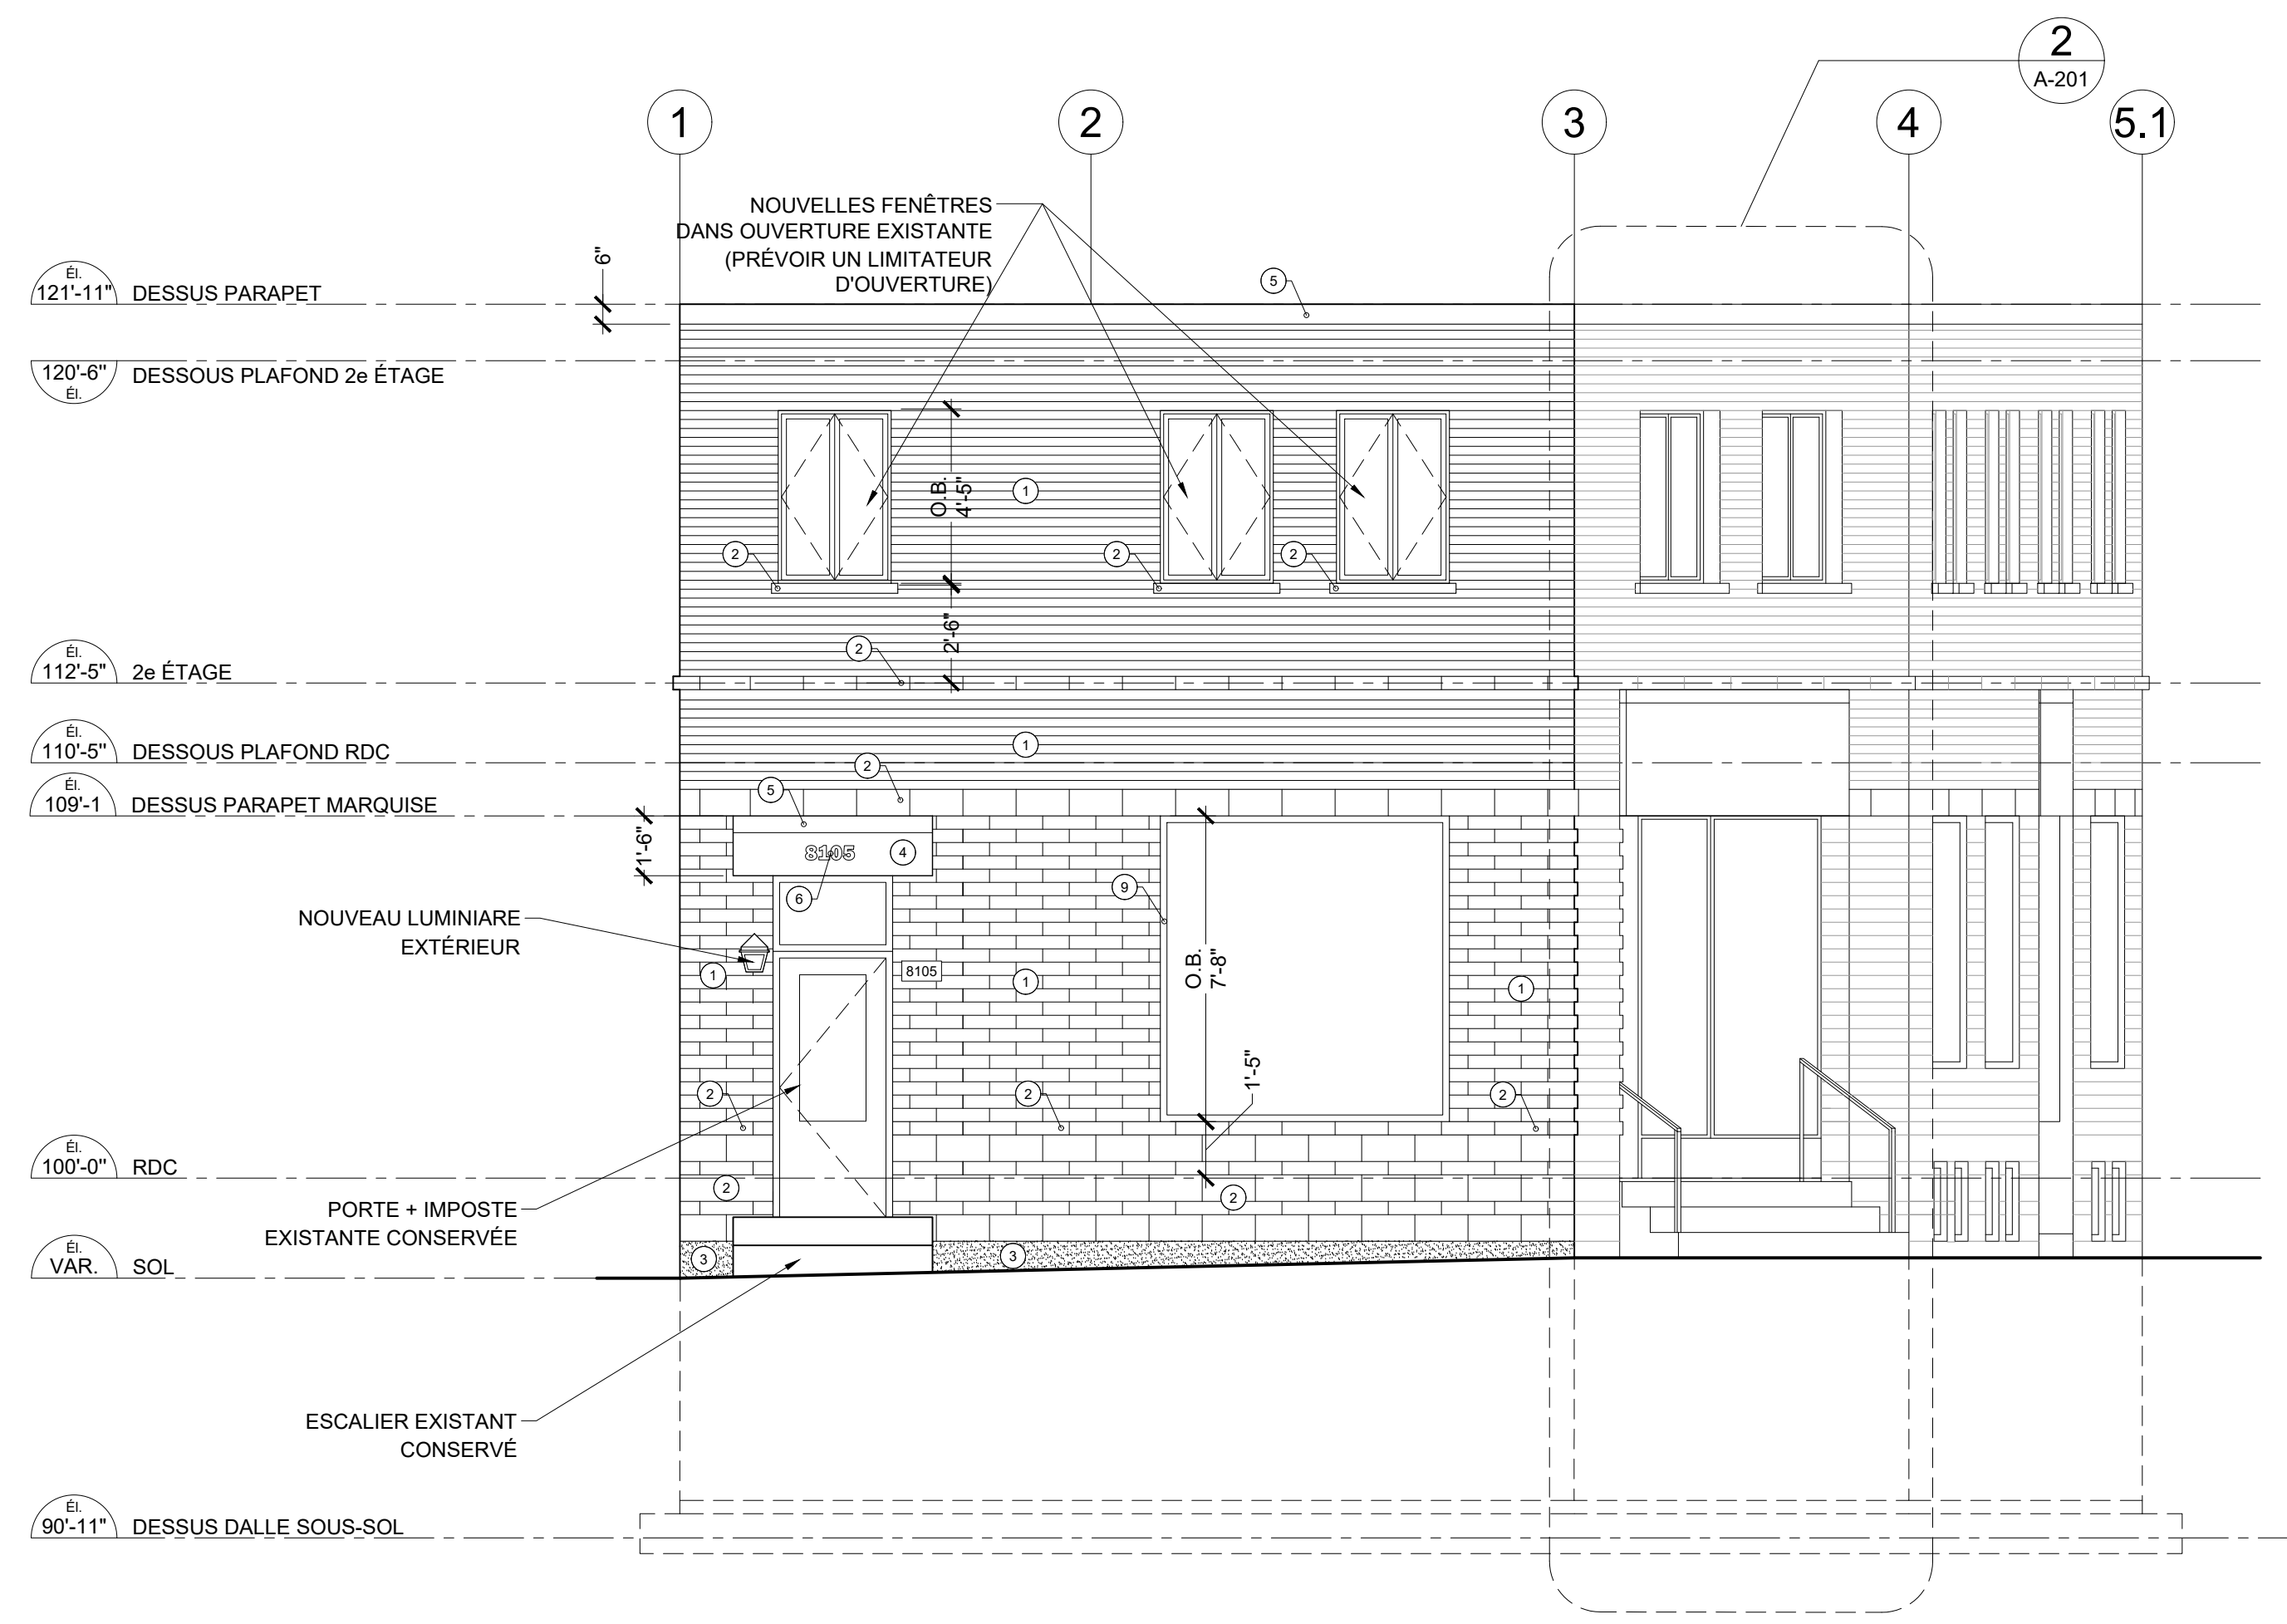 2
A-201
1
2
3
4
5.1
NOUVELLES FENÊTRES
DANS OUVERTURE EXISTANTE
(PRÉVOIR UN LIMITATEUR
D'OUVERTURE)
6"
5
Él.
121'-11"
DESSUS PARAPET
120'-6"
Él.
DESSOUS PLAFOND 2e ÉTAGE
O.B.
4'-5"
1
2
2
2
2'-6"
2
Él.
112'-5"
2e ÉTAGE
Él.
110'-5"
DESSOUS PLAFOND RDC
1
2
Él.
109'-1
DESSUS PARAPET MARQUISE
5
1'-6"
8105
4
6
9
NOUVEAU LUMINIARE
EXTÉRIEUR
1
8105
1
O.B.
7'-8"
1
1'-5"
2
2
2
Él.
100'-0"
RDC
2
2
PORTE + IMPOSTE
EXISTANTE CONSERVÉE
Él.
VAR.
SOL
3
3
ESCALIER EXISTANT
CONSERVÉ
Él.
90'-11"
DESSUS DALLE SOUS-SOL